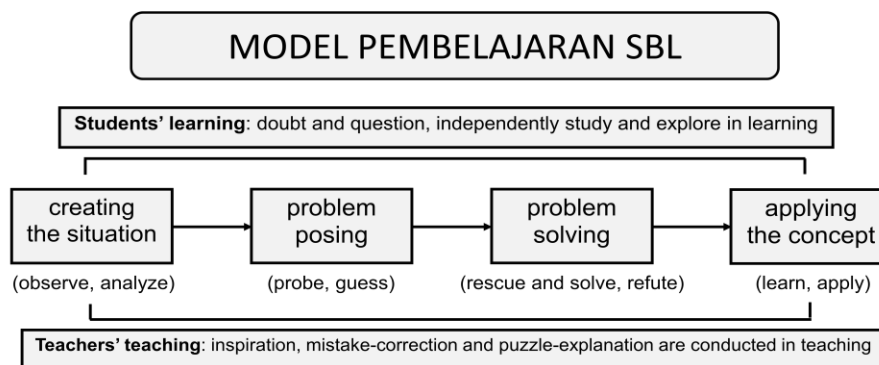 MODEL PEMBELAJARAN SBL
Students’ learning: doubt and question, independently study and explore in learning
creating
the situation
(observe, analyze)
problem
posing
(probe, guess)
problem
solving
(rescue and solve, refute)
applying
the concept
(learn, apply)
Teachers’ teaching: inspiration, mistake-correction and puzzle-explanation are conducted in teaching